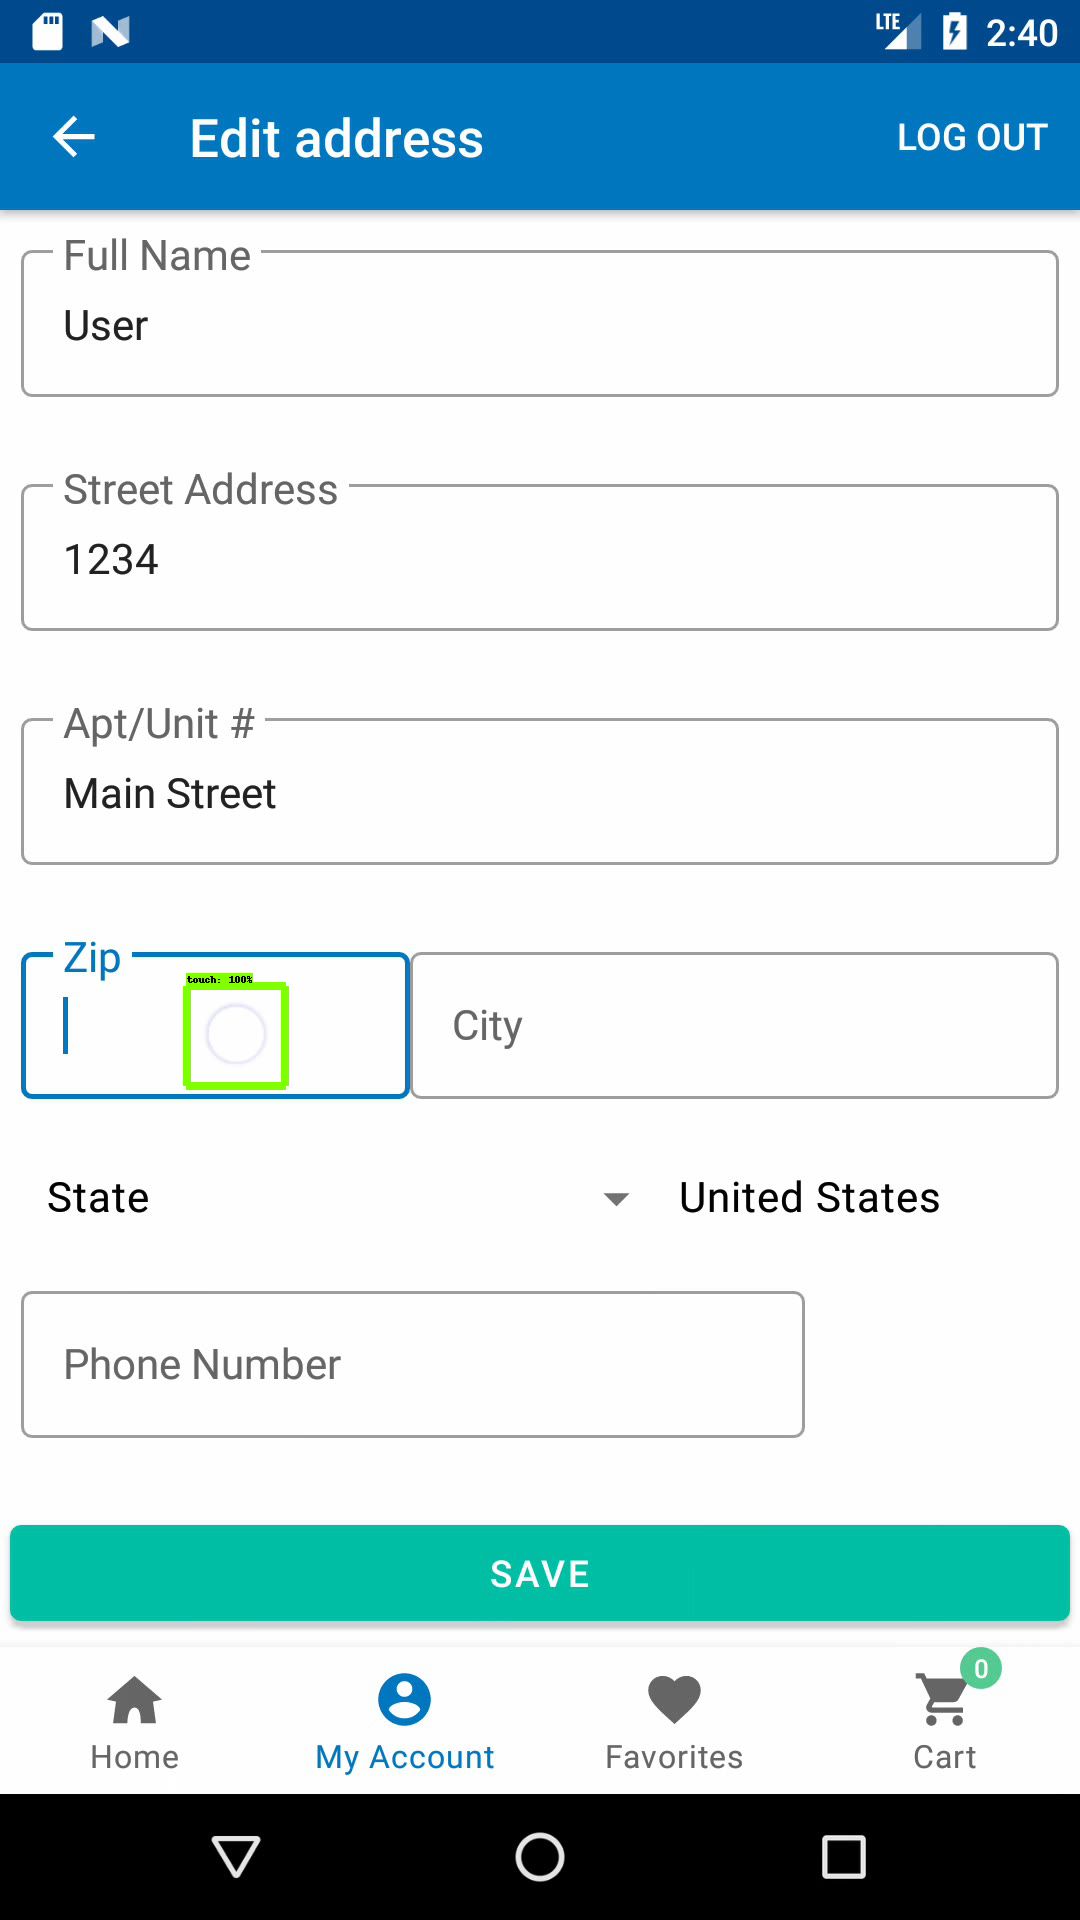 LTE 2:40
Edit address LOG OUT
Full Name
User
Street Address
1234
Apt/Unit #
Main Street
Zip
touch: 100%
City
State United States
Phone Number
SAVE
0
Home My Account Favorites Cart